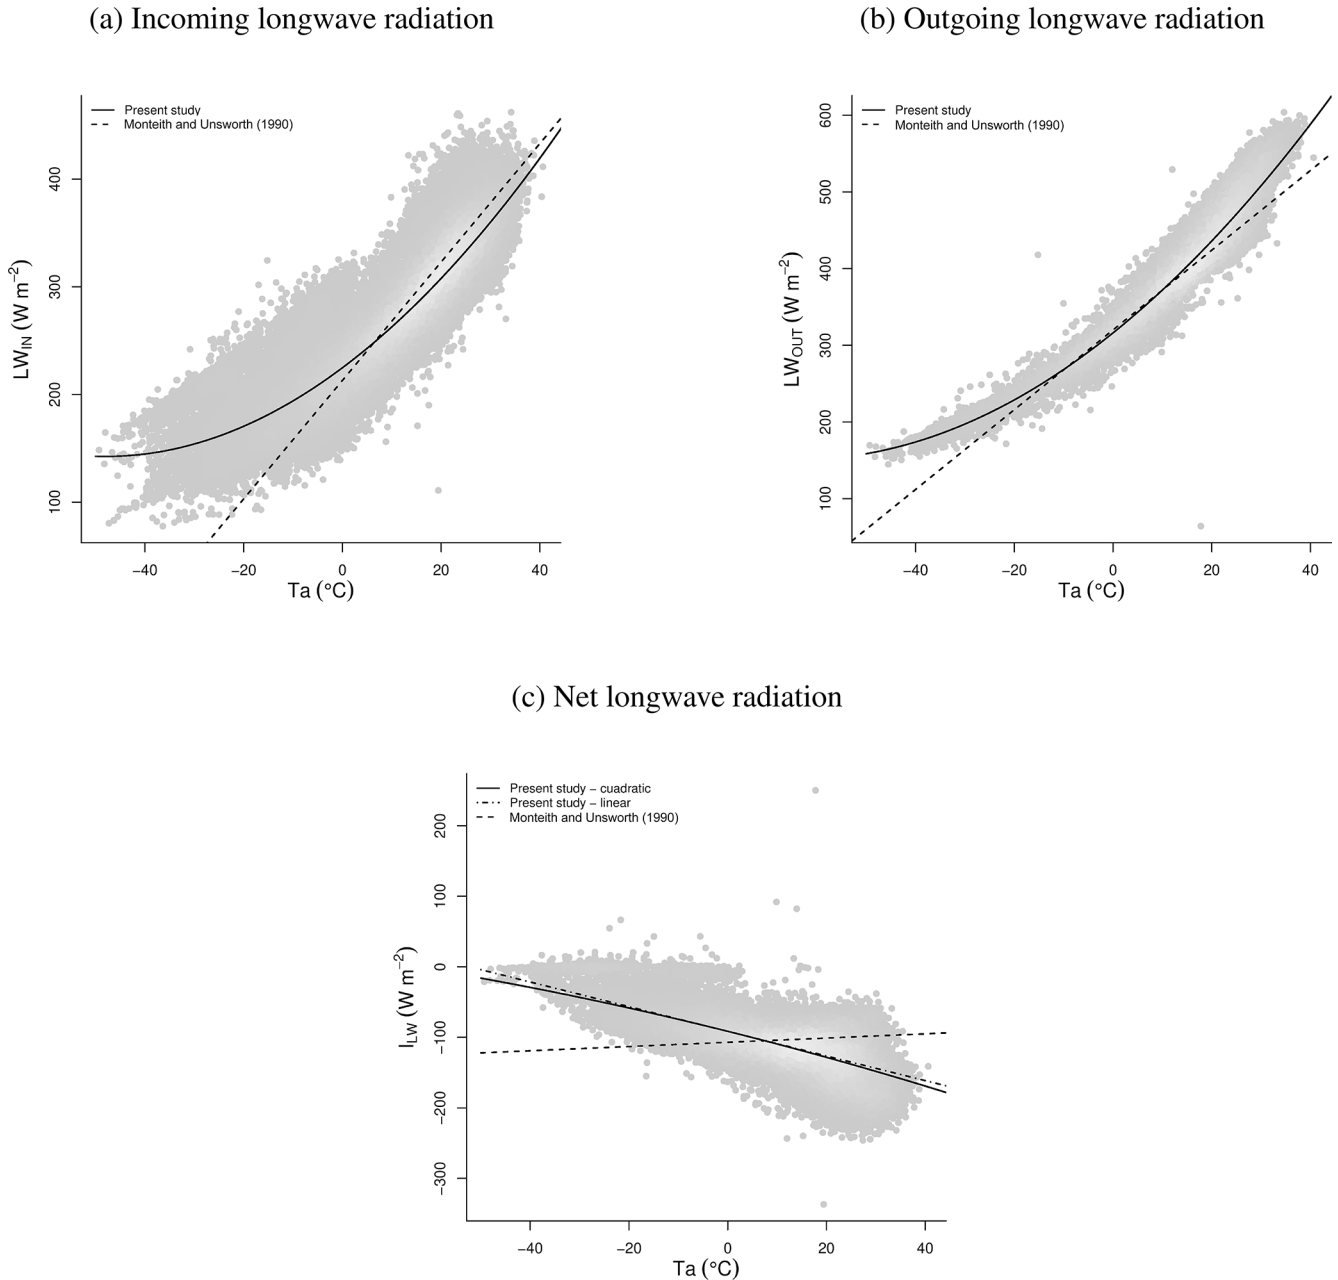 (a) Incoming longwave radiation
Present study
Monteith and Unsworth (1990)
400
300
200
100
LW_IN (W m⁻²)
−40 −20 0 20 40
Ta (°C)
(b) Outgoing longwave radiation
Present study
Monteith and Unsworth (1990)
600
500
400
300
200
100
LW_OUT (W m⁻²)
−40 −20 0 20 40
Ta (°C)
(c) Net longwave radiation
Present study − cuadratic
Present study − linear
Monteith and Unsworth (1990)
200
100
0
−100
−200
−300
I_LW (W m⁻²)
−40 −20 0 20 40
Ta (°C)